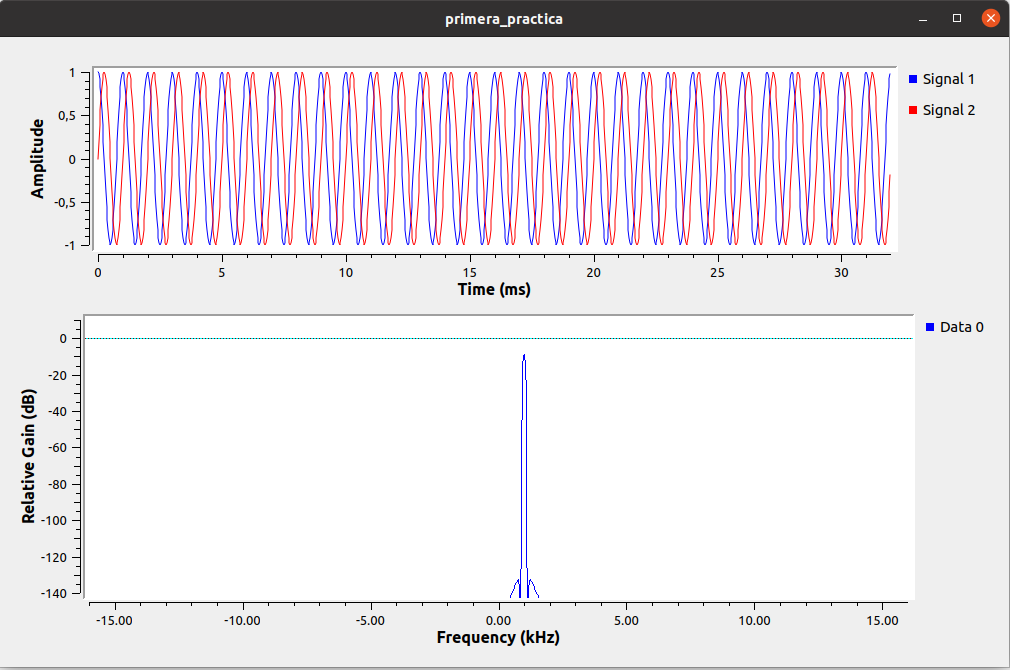 primera_practica
Signal 1
Signal 2
Amplitude
1
0,5
0
-0,5
-1
0 5 10 15 20 25 30
Time (ms)
Data 0
Relative Gain (dB)
0
-20
-40
-60
-80
-100
-120
-140
-15.00 -10.00 -5.00 0.00 5.00 10.00 15.00
Frequency (kHz)